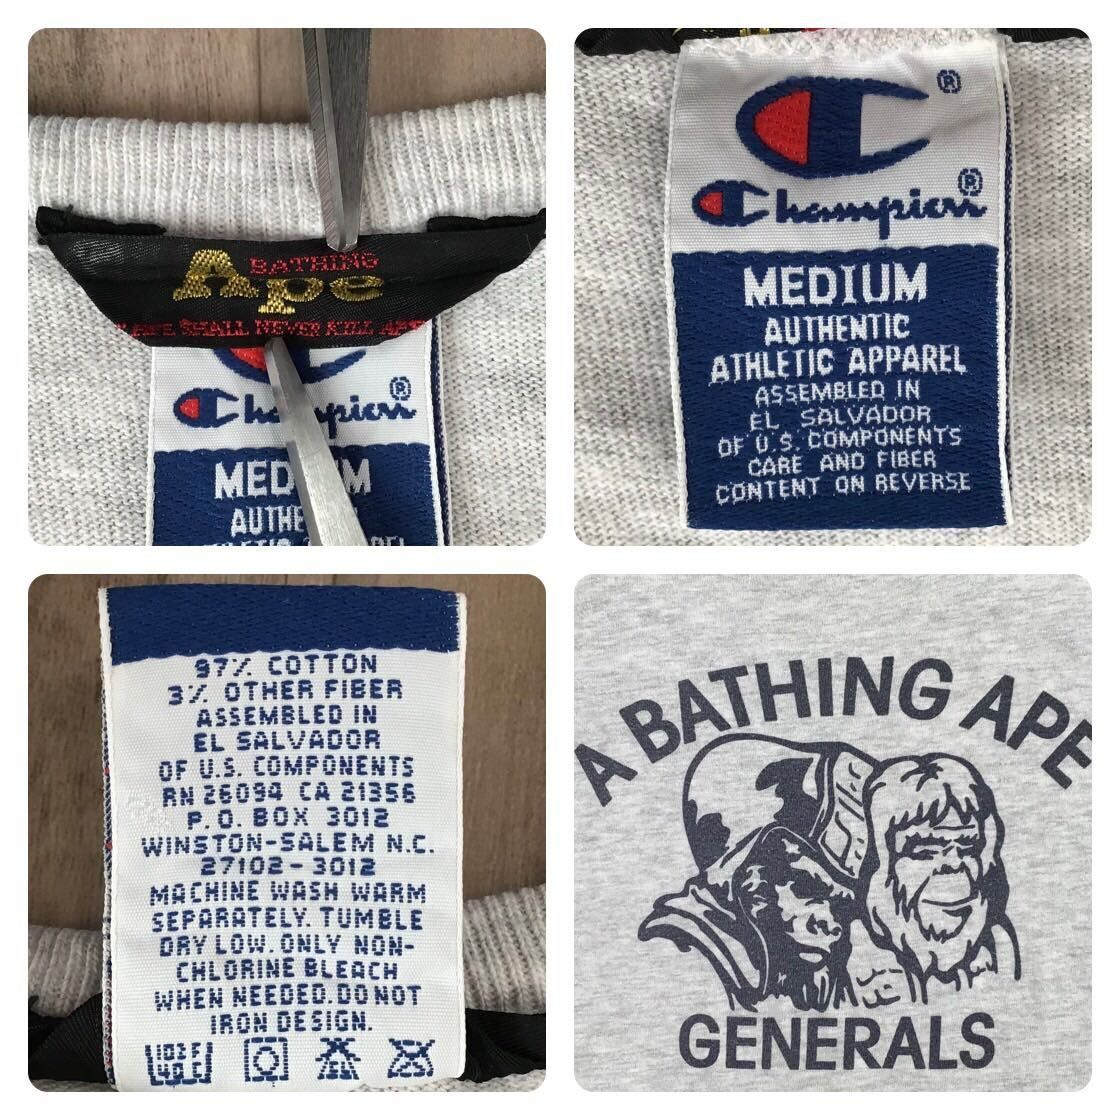 BATHING
Ape
APE SHALL NEVER KILL APE
Champion ®
MEDIUM
®
Champion ®
MEDIUM
AUTHENTIC
ATHLETIC APPAREL
ASSEMBLED IN
EL SALVADOR
OF U.S. COMPONENTS
CARE AND FIBER
CONTENT ON REVERSE
97% COTTON
3% OTHER FIBER
ASSEMBLED IN
EL SALVADOR
OF U.S. COMPONENTS
RN 26094 CA 21356
P.O. BOX 3012
WINSTON-SALEM N.C.
27102-3012
MACHINE WASH WARM
SEPARATELY. TUMBLE
DRY LOW. ONLY NON-
CHLORINE BLEACH
WHEN NEEDED. DO NOT
IRON DESIGN.
A BATHING APE
GENERALS